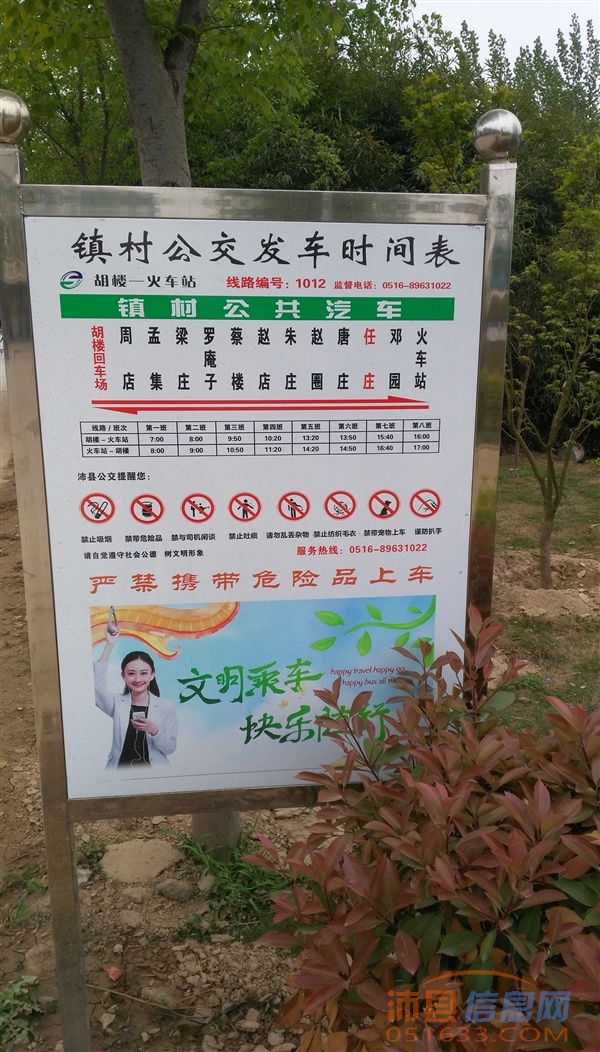 镇村公交发车时间表
胡楼—火车站 线路编号：1012 监督电话：0516-89631022
镇村公共汽车
胡楼回车场 周店 孟集 梁庄 罗庵子 蔡楼 赵店 朱庄 赵圈 唐庄 任庄 邓园 火车站
线路/班次 第一班 第二班 第三班 第四班 第五班 第六班 第七班 第八班
胡楼－火车站 7:00 8:00 9:50 10:20 13:20 13:50 15:40 16:00
火车站－胡楼 8:00 9:00 10:50 11:20 14:20 14:50 16:40 17:00
沛县公交提醒您：
禁止吸烟 禁带危险品 禁与司机闲谈 禁止吐痰 请勿乱丢杂物 禁止纺织毛衣 禁带宠物上车 谨防扒手
请自觉遵守社会公德 树文明形象 服务热线：0516-89631022
严禁携带危险品上车
文明乘车
happy travel happy go
happy bus all the
快乐
沛县信息网
051633.COM